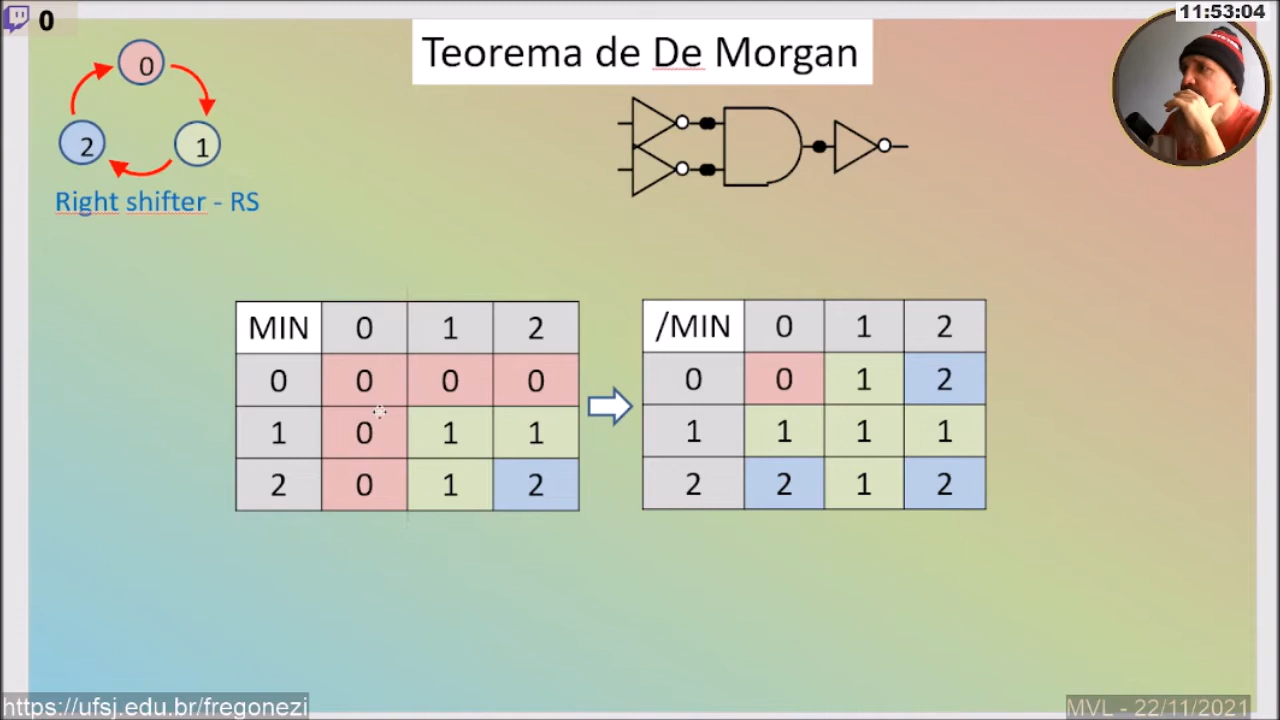 0
11:53:04
Teorema de De Morgan
0
2
1
Right shifter - RS
MIN 0 1 2
0 0 0 0
1 0 1 1
2 0 1 2
/MIN 0 1 2
0 0 1 2
1 1 1 1
2 2 1 2
https://ufsj.edu.br/fregonezi
MVL - 22/11/2021